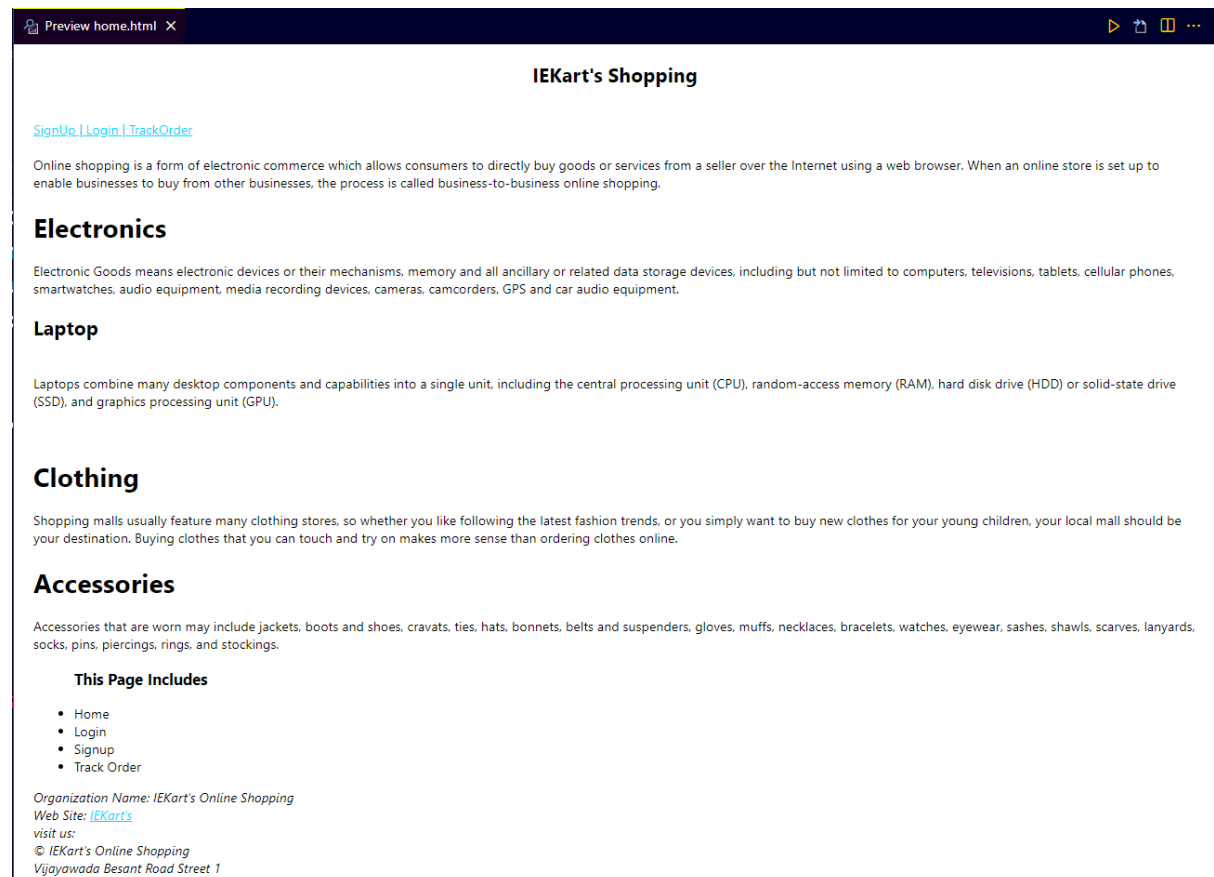 Preview home.html
IEKart's Shopping
SignUp | Login | TrackOrder
Online shopping is a form of electronic commerce which allows consumers to directly buy goods or services from a seller over the Internet using a web browser. When an online store is set up to
enable businesses to buy from other businesses, the process is called business-to-business online shopping.
Electronics
Electronic Goods means electronic devices or their mechanisms, memory and all ancillary or related data storage devices, including but not limited to computers, televisions, tablets, cellular phones,
smartwatches, audio equipment, media recording devices, cameras, camcorders, GPS and car audio equipment.
Laptop
Laptops combine many desktop components and capabilities into a single unit, including the central processing unit (CPU), random-access memory (RAM), hard disk drive (HDD) or solid-state drive
(SSD), and graphics processing unit (GPU).
Clothing
Shopping malls usually feature many clothing stores, so whether you like following the latest fashion trends, or you simply want to buy new clothes for your young children, your local mall should be
your destination. Buying clothes that you can touch and try on makes more sense than ordering clothes online.
Accessories
Accessories that are worn may include jackets, boots and shoes, cravats, ties, hats, bonnets, belts and suspenders, gloves, muffs, necklaces, bracelets, watches, eyewear, sashes, shawls, scarves, lanyards,
socks, pins, piercings, rings, and stockings.
This Page Includes
• Home
• Login
• Signup
• Track Order
Organization Name: IEKart's Online Shopping
Web Site: IEKart's
visit us:
© IEKart's Online Shopping
Vijayawada Besant Road Street 1